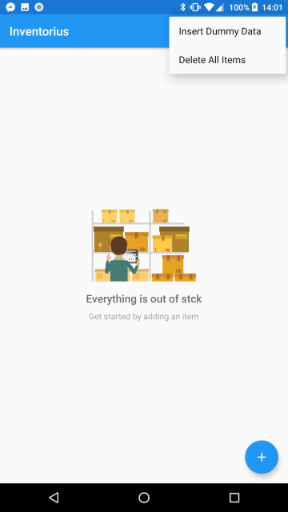 100% 14:01
Inventorius
Insert Dummy Data
Delete All Items
Everything is out of stck
Get started by adding an item